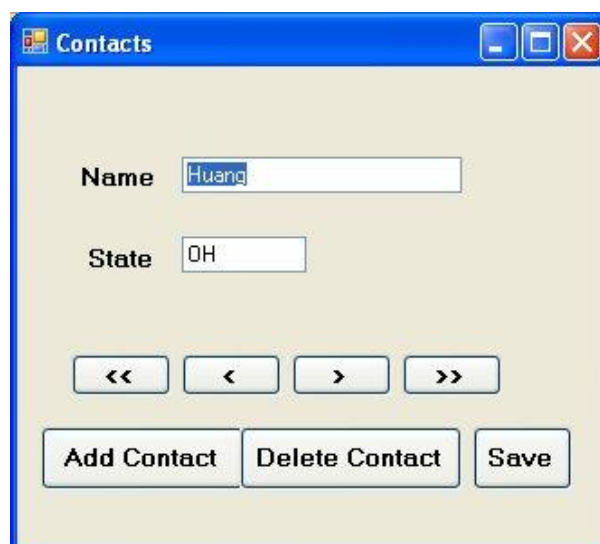 Contacts
Name Huang
State OH
<< < > >>
Add Contact Delete Contact Save